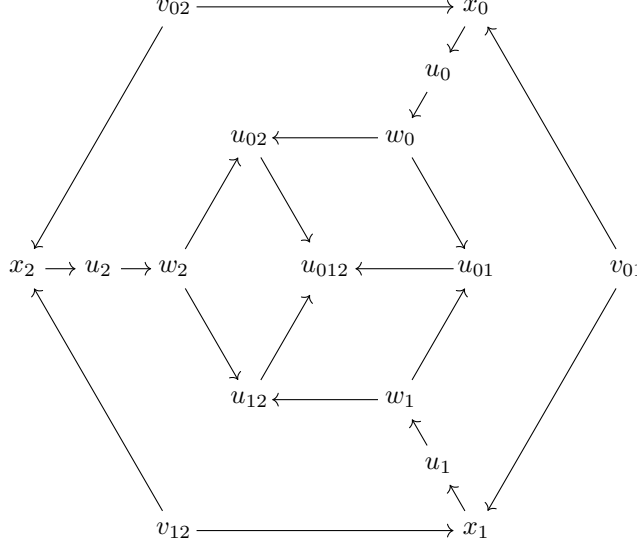 v₀₂ x₀
u₀
u₀₂ w₀
x₂ u₂ w₂ u₀₁₂ u₀₁ v₀₁
u₁₂ w₁
u₁
v₁₂ x₁